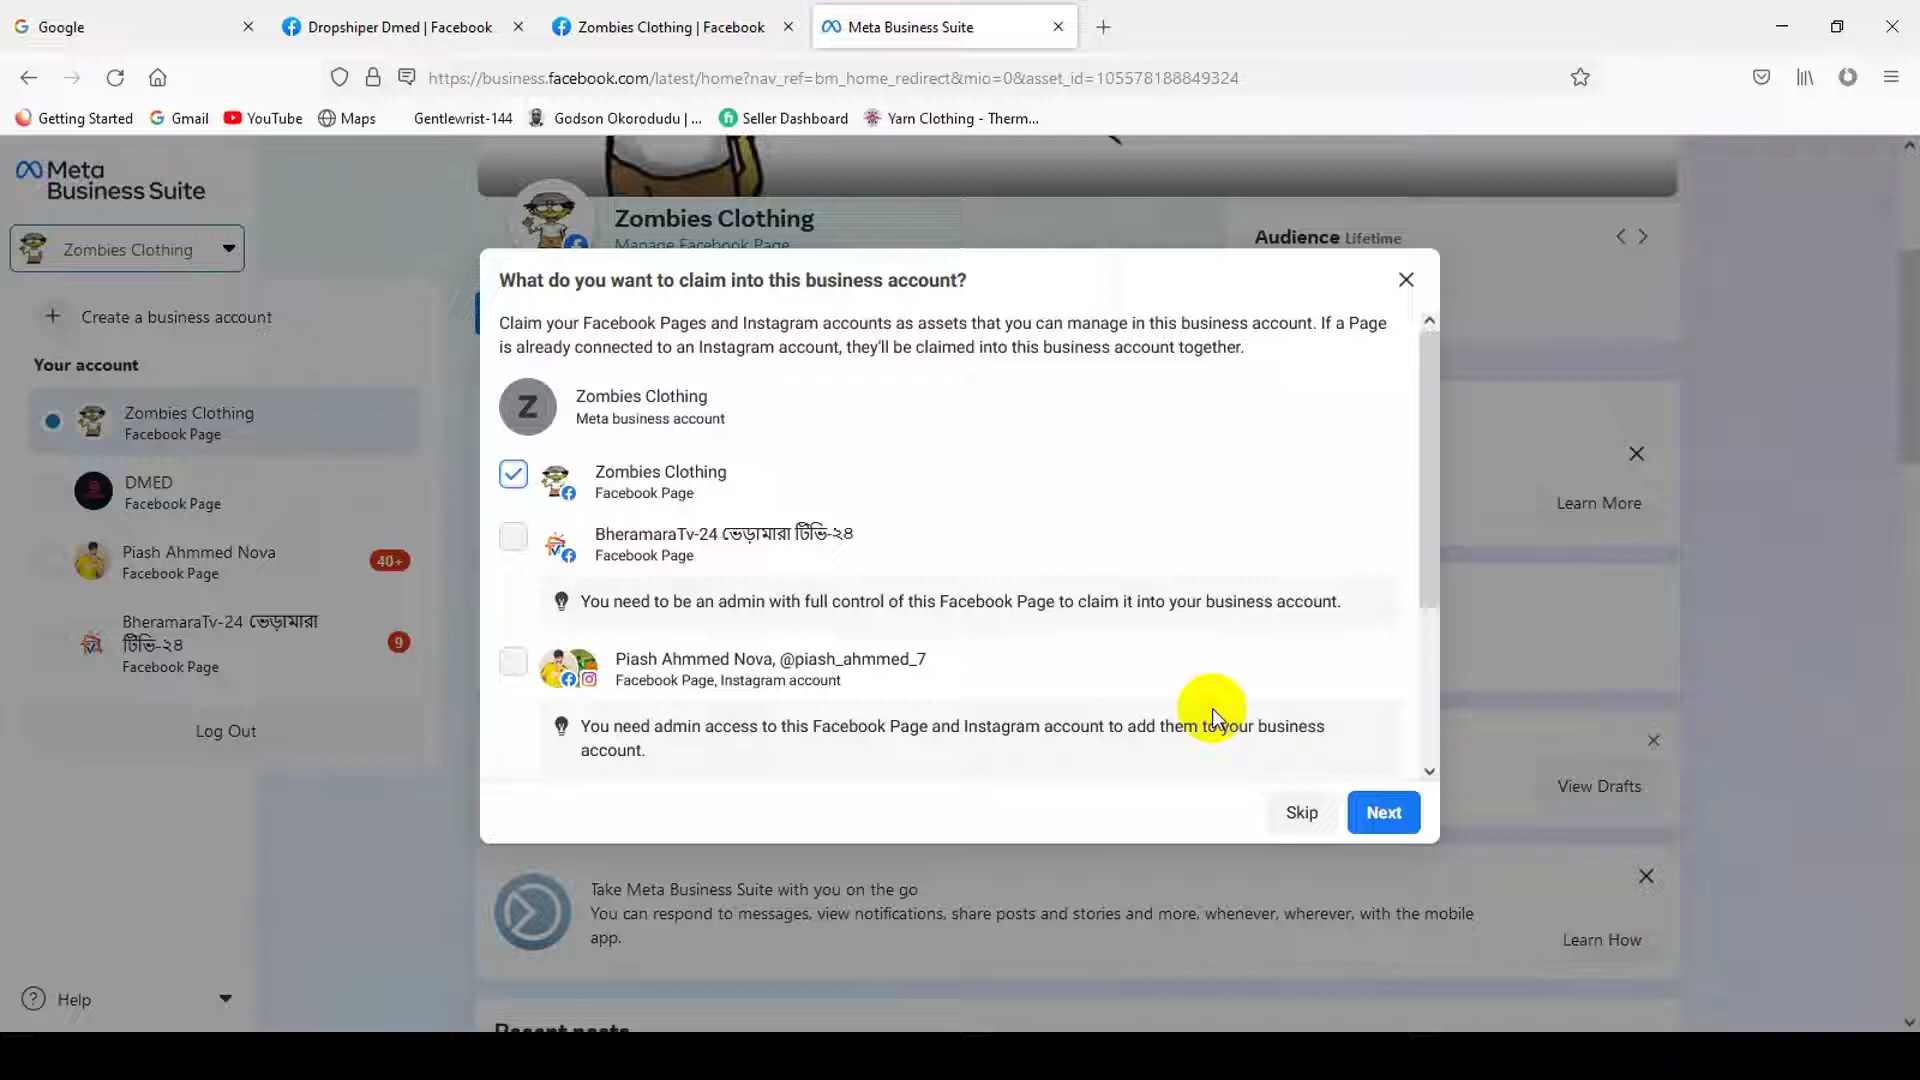 Google
Dropshiper Dmed | Facebook
Zombies Clothing | Facebook
Meta Business Suite
https://business.facebook.com/latest/home?nav_ref=bm_home_redirect&mio=0&asset_id=105578188849324
Getting Started
Gmail
YouTube
Maps
Gentlewrist-144
Godson Okorodudu | ...
Seller Dashboard
Yarn Clothing - Therm...
Meta
Business Suite
Zombies Clothing
Create a business account
Your account
Zombies Clothing
Facebook Page
DMED
Facebook Page
Piash Ahmmed Nova
Facebook Page
40+
BheramaraTv-24 ভেড়ামারা
টিভি-২৪
Facebook Page
9
Log Out
Help
Zombies Clothing
Manage Facebook Page
Audience Lifetime
What do you want to claim into this business account?
Claim your Facebook Pages and Instagram accounts as assets that you can manage in this business account. If a Page
is already connected to an Instagram account, they'll be claimed into this business account together.
Z
Zombies Clothing
Meta business account
Zombies Clothing
Facebook Page
BheramaraTv-24 ভেড়ামারা টিভি-২৪
Facebook Page
You need to be an admin with full control of this Facebook Page to claim it into your business account.
Piash Ahmmed Nova, @piash_ahmmed_7
Facebook Page, Instagram account
You need admin access to this Facebook Page and Instagram account to add them to your business
account.
Skip
Next
Learn More
View Drafts
Take Meta Business Suite with you on the go
You can respond to messages, view notifications, share posts and stories and more, whenever, wherever, with the mobile
app.
Learn How
Recent posts